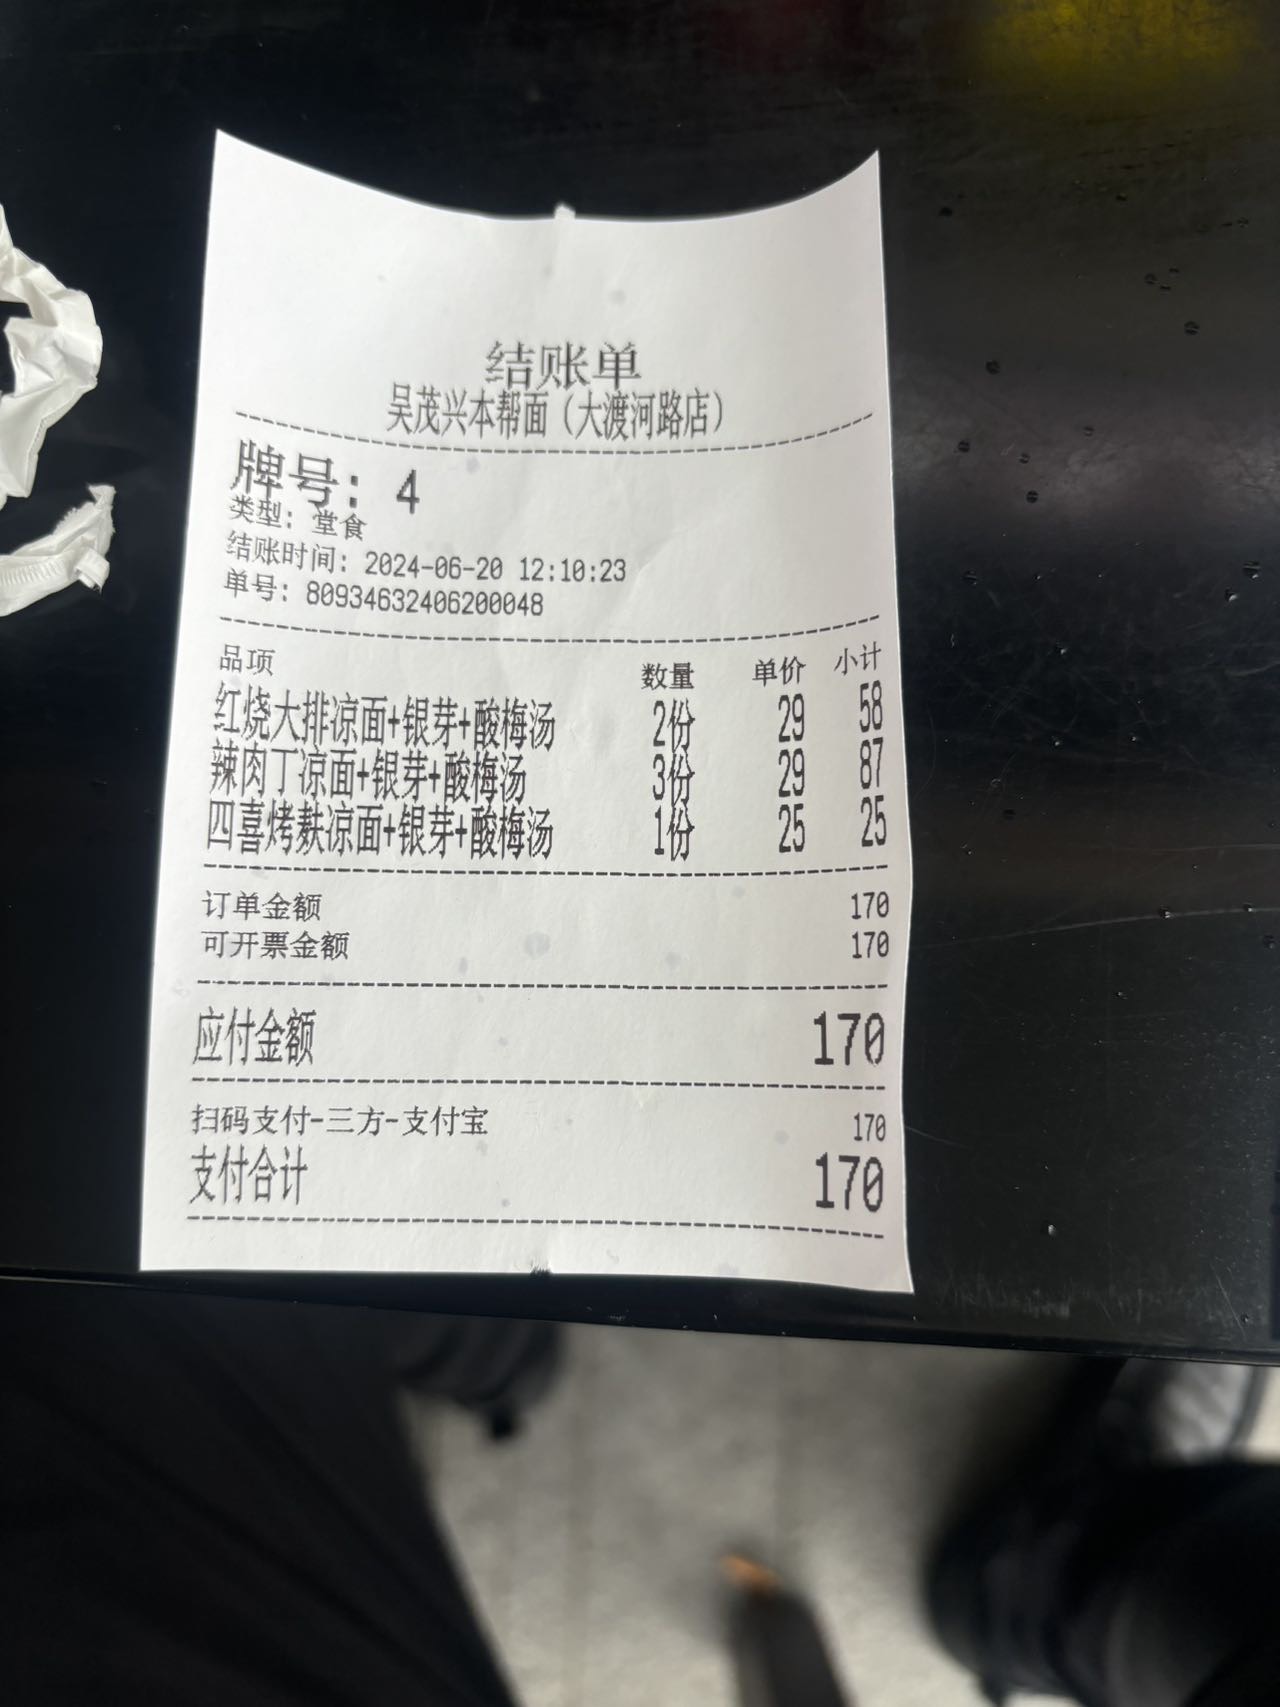 结账单
吴茂兴本帮面（大渡河路店）
牌号: 4
类型: 堂食
结账时间: 2024-06-20 12:10:23
单号: 80934632406200048
品项 数量 单价 小计
红烧大排凉面+银芽+酸梅汤 2份 29 58
辣肉丁凉面+银芽+酸梅汤 3份 29 87
四喜烤麸凉面+银芽+酸梅汤 1份 25 25
订单金额 170
可开票金额 170
应付金额 170
扫码支付-三方-支付宝 170
支付合计 170